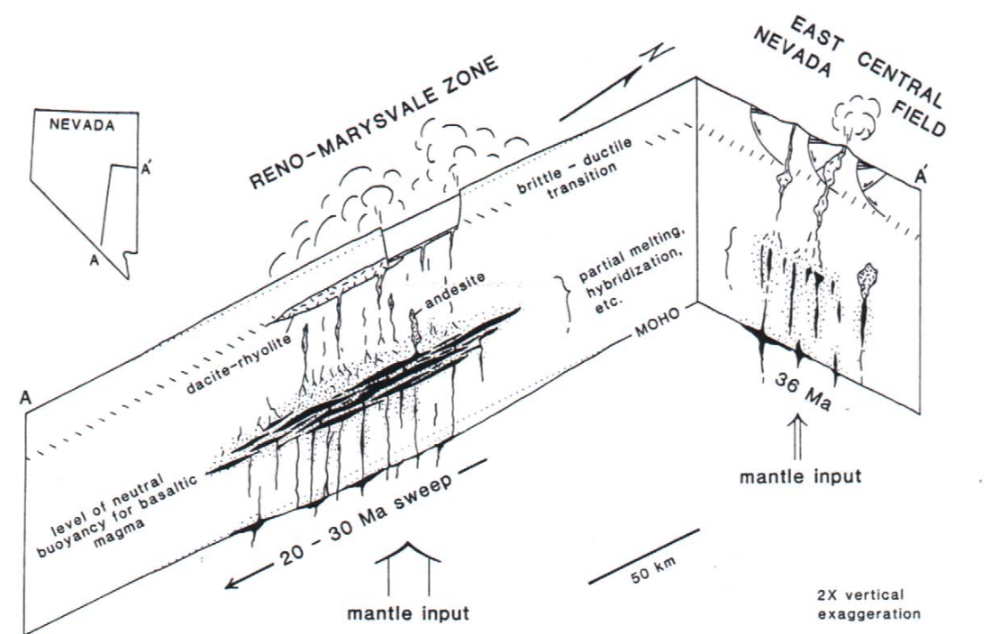 NEVADA
A'
A
RENO-MARYSVALE ZONE
N
EAST CENTRAL
NEVADA FIELD
A'
brittle - ductile
transition
partial melting,
hybridization,
etc.
andesite
dacite-rhyolite
MOHO
A
level of neutral
buoyancy for basaltic
magma
20 - 30 Ma sweep
mantle input
36 Ma
mantle input
50 km
2X vertical
exaggeration